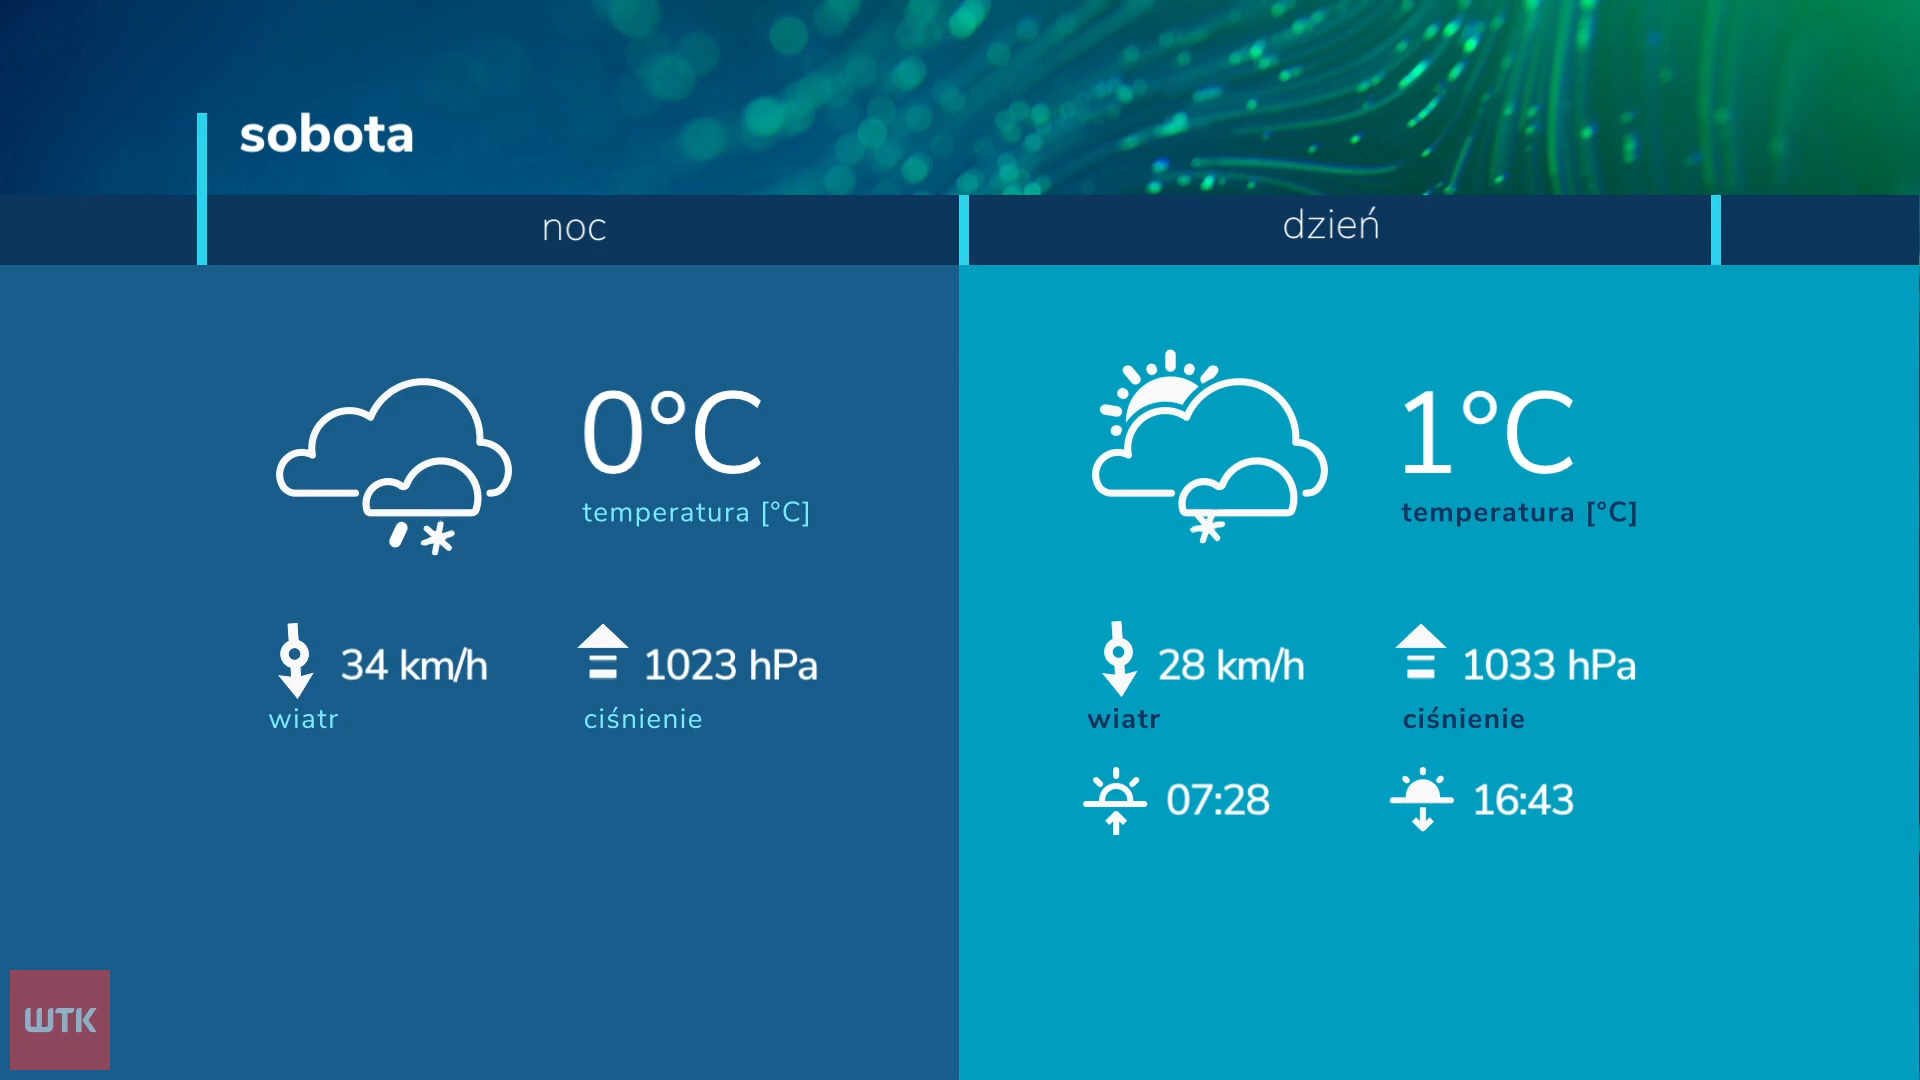 sobota
noc
dzień
0°C
temperatura [°C]
1°C
temperatura [°C]
34 km/h
1023 hPa
wiatr
ciśnienie
28 km/h
1033 hPa
wiatr
ciśnienie
07:28
16:43
WTK